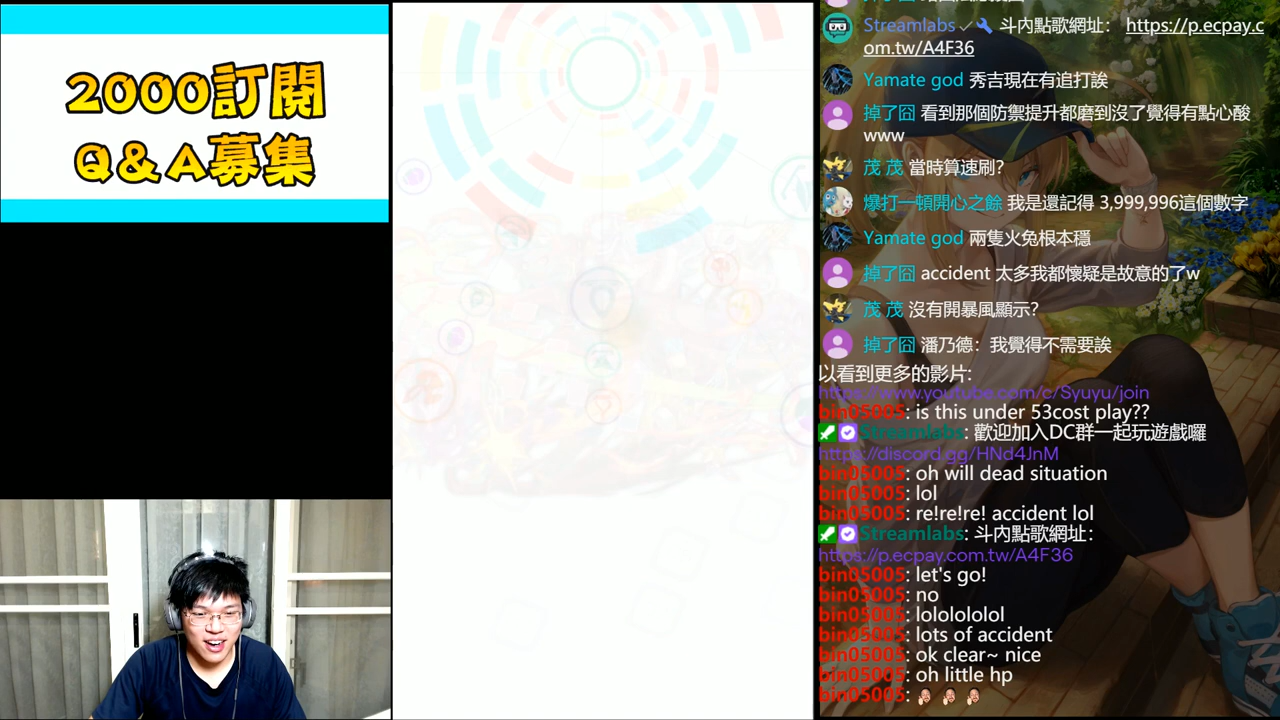 2000訂閱
Q&A募集
Streamlabs 斗內點歌網址: https://p.ecpay.c
om.tw/A4F36
Yamate god 秀吉現在有追打誒
掉了囧 看到那個防禦提升都磨到沒了覺得有點心酸
www
茂 茂 當時算速刷?
爆打一頓開心之餘 我是還記得 3,999,996這個數字
Yamate god 兩隻火兔根本穩
掉了囧 accident 太多我都懷疑是故意的了w
茂 茂 沒有開暴風顯示?
掉了囧 潘乃德: 我覺得不需要誒
以看到更多的影片:
https://www.youtube.com/c/Syuyu/join
bin05005: is this under 53cost play??
Streamlabs: 歡迎加入DC群一起玩遊戲囉
https://discord.gg/HNd4JnM
bin05005: oh will dead situation
bin05005: lol
bin05005: re!re!re! accident lol
Streamlabs: 斗內點歌網址:
https://p.ecpay.com.tw/A4F36
bin05005: let's go!
bin05005: no
bin05005: lolololololol
bin05005: lots of accident
bin05005: ok clear~ nice
bin05005: oh little hp
bin05005: